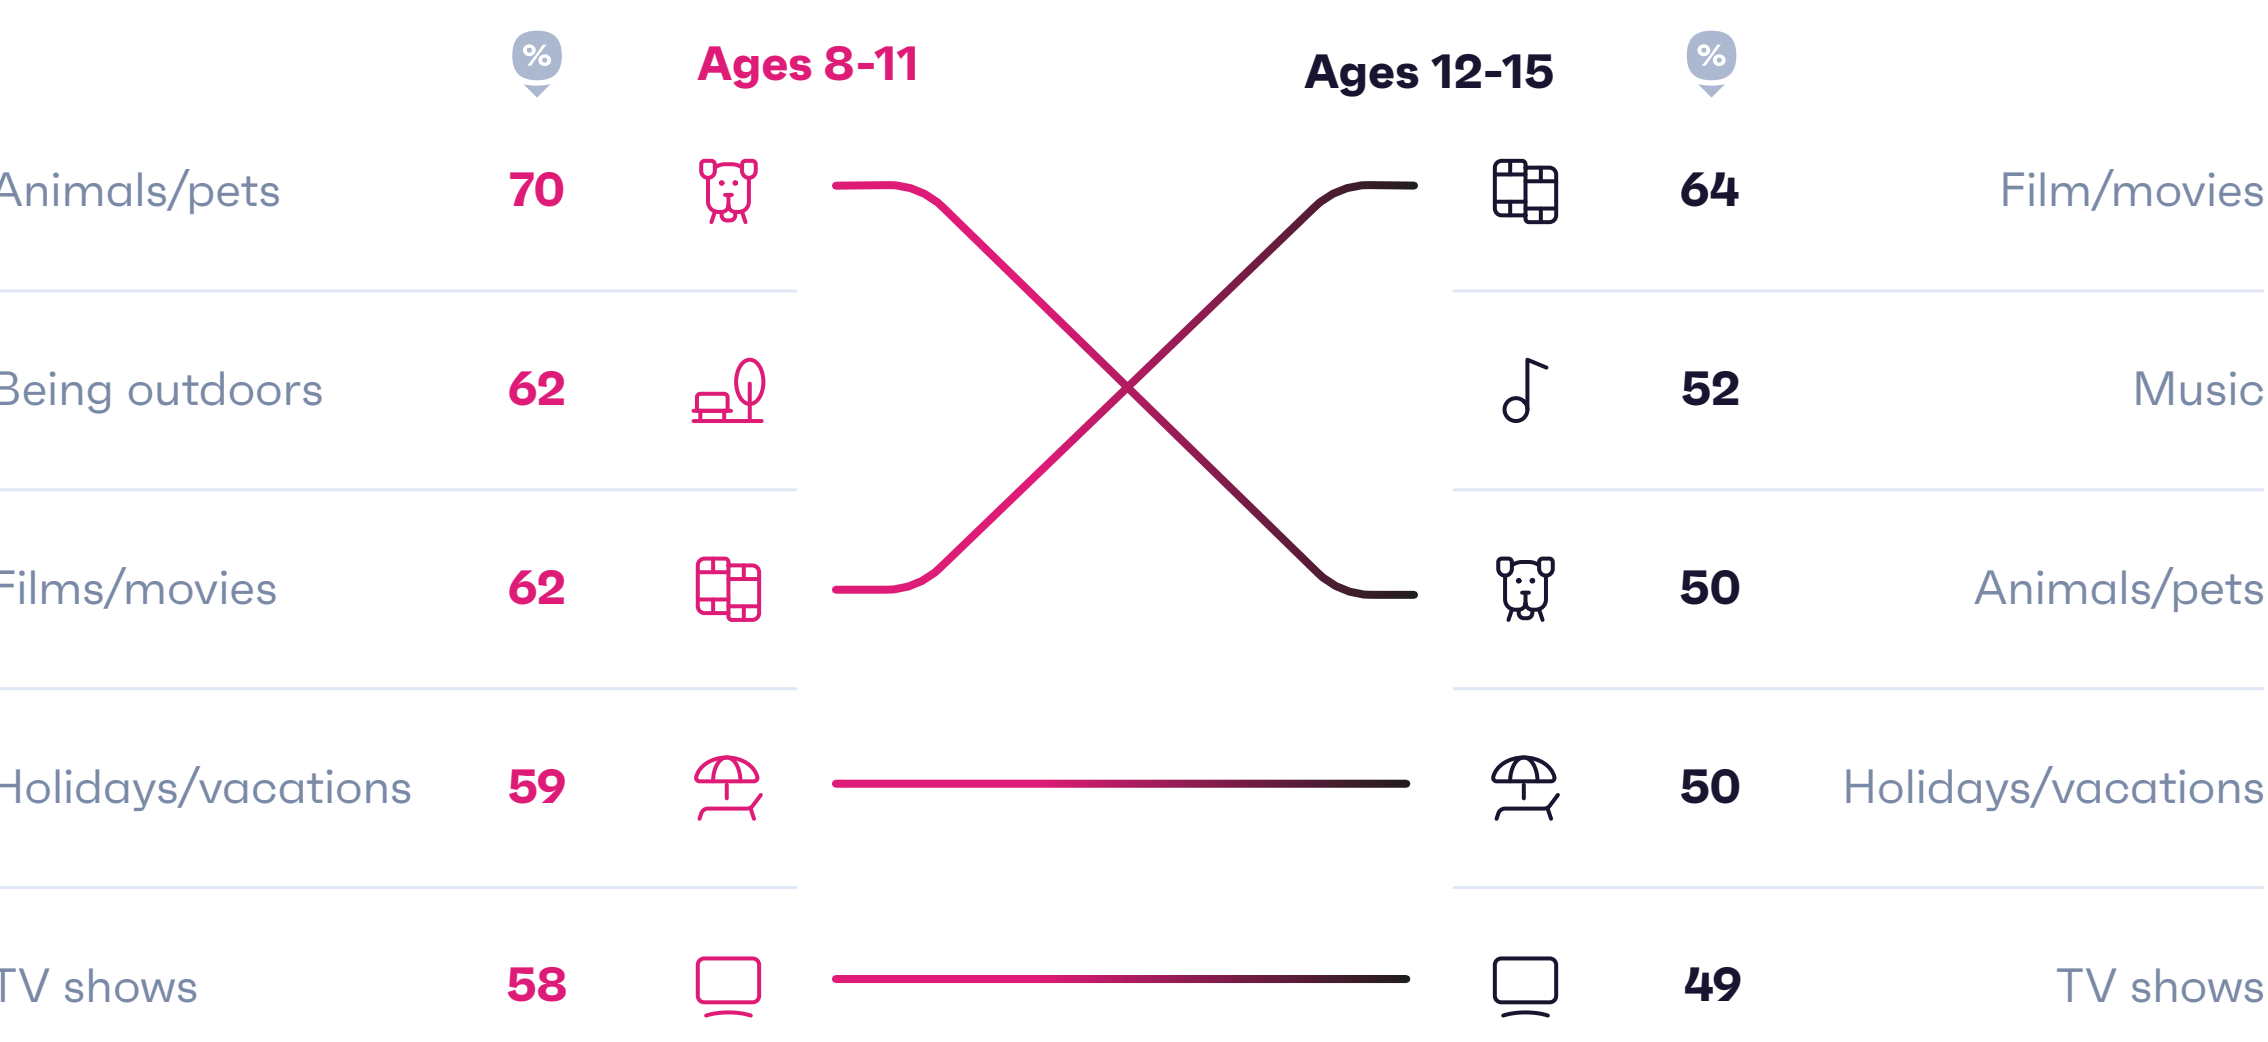 % Ages 8-11 Ages 12-15 %
Animals/pets 70 64 Film/movies
Being outdoors 62 52 Music
Films/movies 62 50 Animals/pets
Holidays/vacations 59 50 Holidays/vacations
TV shows 58 49 TV shows